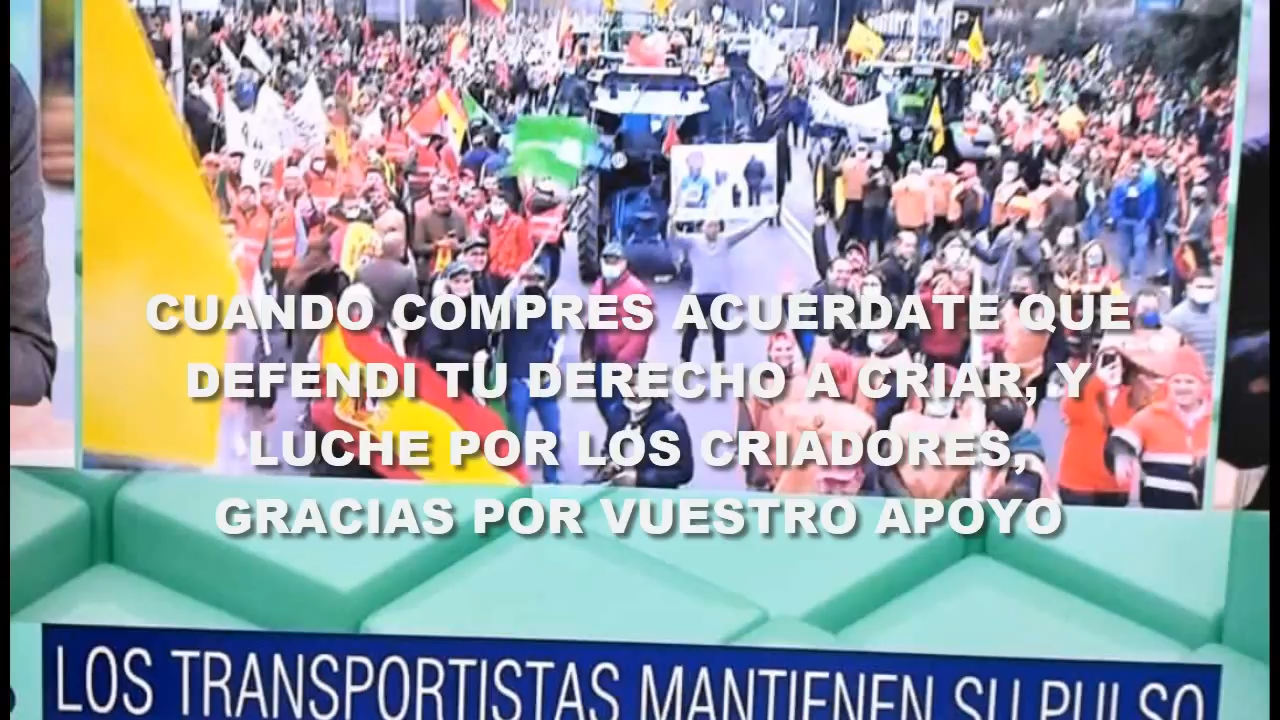 CUANDO COMPRES ACUERDATE QUE
DEFENDI TU DERECHO A CRIAR, Y
LUCHE POR LOS CRIADORES,
GRACIAS POR VUESTRO APOYO
LOS TRANSPORTISTAS MANTIENEN SU PULSO